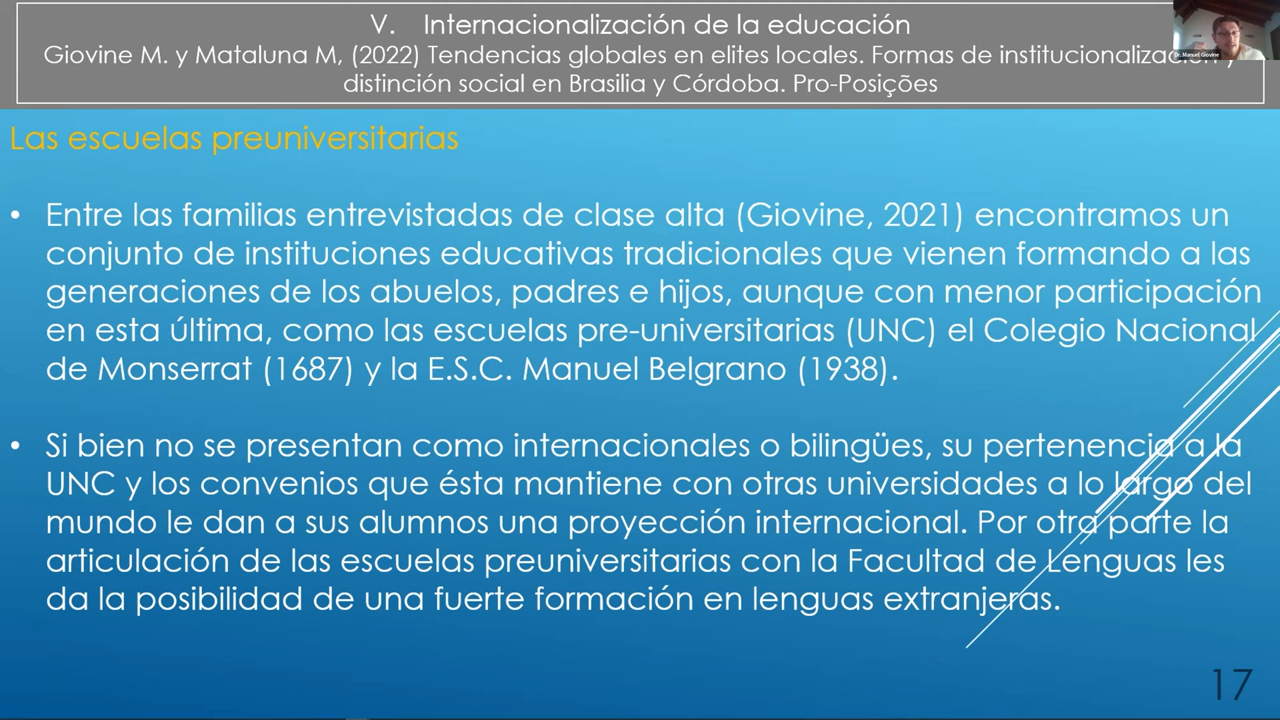 V. Internacionalización de la educación
Giovine M. y Mataluna M, (2022) Tendencias globales en elites locales. Formas de institucionalización y
distinción social en Brasilia y Córdoba. Pro-Posições
Dr. Manuel Giovine
Las escuelas preuniversitarias
• Entre las familias entrevistadas de clase alta (Giovine, 2021) encontramos un
conjunto de instituciones educativas tradicionales que vienen formando a las
generaciones de los abuelos, padres e hijos, aunque con menor participación
en esta última, como las escuelas pre-universitarias (UNC) el Colegio Nacional
de Monserrat (1687) y la E.S.C. Manuel Belgrano (1938).
• Si bien no se presentan como internacionales o bilingües, su pertenencia a la
UNC y los convenios que ésta mantiene con otras universidades a lo largo del
mundo le dan a sus alumnos una proyección internacional. Por otra parte la
articulación de las escuelas preuniversitarias con la Facultad de Lenguas les
da la posibilidad de una fuerte formación en lenguas extranjeras.
17